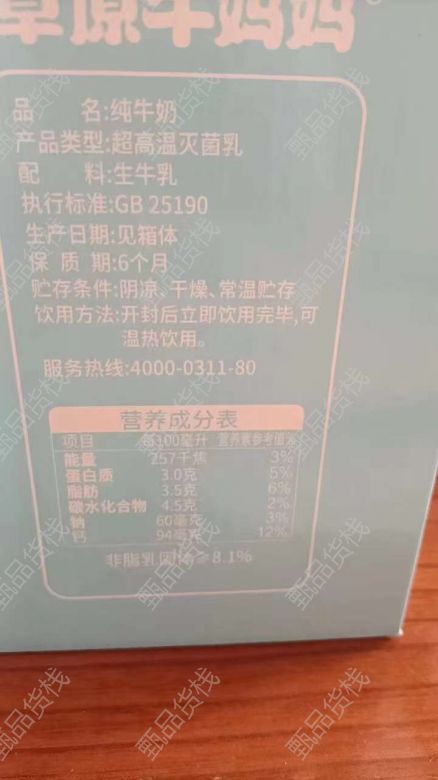 草原牛妈妈
品 名:纯牛奶
产品类型:超高温灭菌乳
配 料:生牛乳
执行标准:GB 25190
生产日期:见箱体
保 质 期:6个月
贮存条件:阴凉、干燥、常温贮存
饮用方法:开封后立即饮用完毕,可
温热饮用。
服务热线:4000-0311-80
营养成分表
项目 每100毫升 营养素参考值%
能量 257千焦 3%
蛋白质 3.0克 5%
脂肪 3.5克 6%
碳水化合物 4.5克 2%
钠 60毫克 3%
钙 94毫克 12%
非脂乳固体≥8.1%
甄品货栈